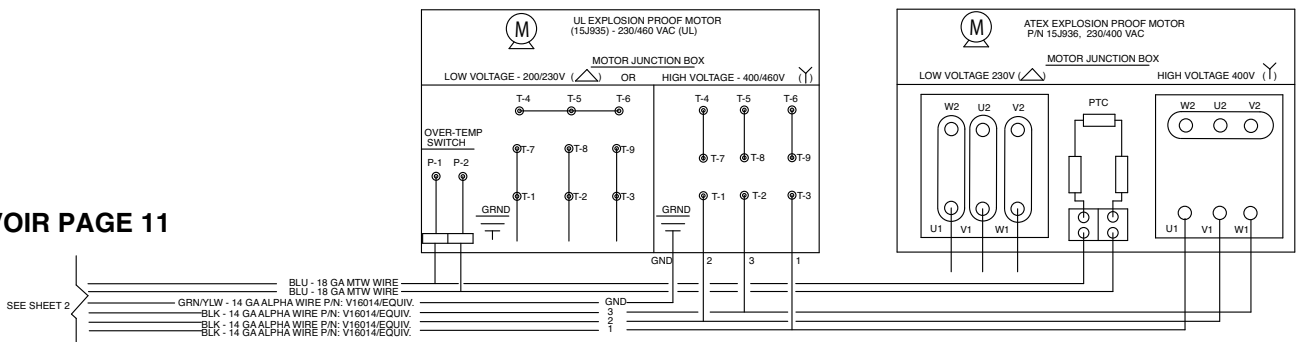 UL EXPLOSION PROOF MOTOR
(15J935) - 230/460 VAC (UL)
M
MOTOR JUNCTION BOX
LOW VOLTAGE - 200/230V ( ) OR HIGH VOLTAGE - 400/460V ( )
T-4 T-5 T-6
T-4 T-5 T-6
OVER-TEMP
SWITCH
P-1 P-2
T-7 T-8 T-9
T-7 T-8 T-9
T-1 T-2 T-3
T-1 T-2 T-3
GRND
GRND
GND 2 3 1
ATEX EXPLOSION PROOF MOTOR
P/N 15J936, 230/400 VAC
M
MOTOR JUNCTION BOX
LOW VOLTAGE 230V ( ) HIGH VOLTAGE 400V ( )
W2 U2 V2
PTC
W2 U2 V2
U1 V1 W1
U1 V1 W1
OIR PAGE 11
SEE SHEET 2
BLU - 18 GA MTW WIRE
BLU - 18 GA MTW WIRE
GRN/YLW - 14 GA ALPHA WIRE P/N: V16014/EQUIV. GND
BLK - 14 GA ALPHA WIRE P/N: V16014/EQUIV. 3
BLK - 14 GA ALPHA WIRE P/N: V16014/EQUIV. 2
BLK - 14 GA ALPHA WIRE P/N: V16014/EQUIV. 1